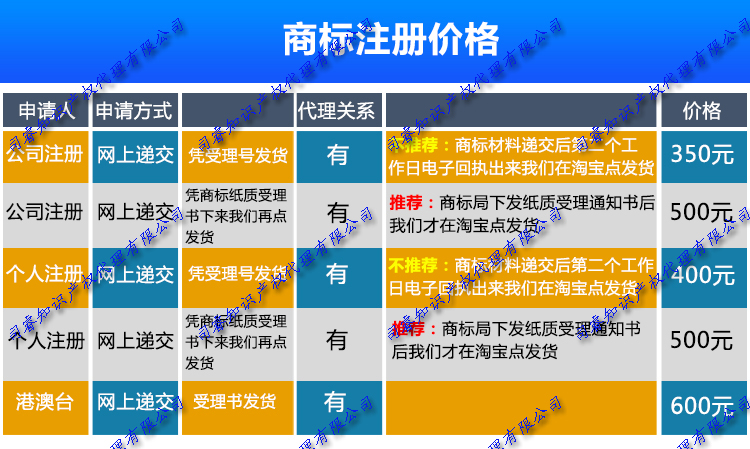 商标注册价格
申请人 申请方式 代理关系 价格
公司注册 网上递交 凭受理号发货 有 不推荐：商标材料递交后第二个工
作日电子回执出来我们在淘宝点发货 350元
公司注册 网上递交 凭商标纸质受理
书下来我们再点
发货 有 推荐：商标局下发纸质受理通知书后
我们才在淘宝点发货 500元
个人注册 网上递交 凭受理号发货 有 不推荐：商标材料递交后第二个工作
日电子回执出来我们在淘宝点发货 400元
个人注册 网上递交 凭商标纸质受理
书下来我们再点
发货 有 推荐：商标局下发纸质受理通知书
后我们才在淘宝点发货 500元
港澳台 网上递交 受理书发货 有 600元
司睿知识产权代理有限公司